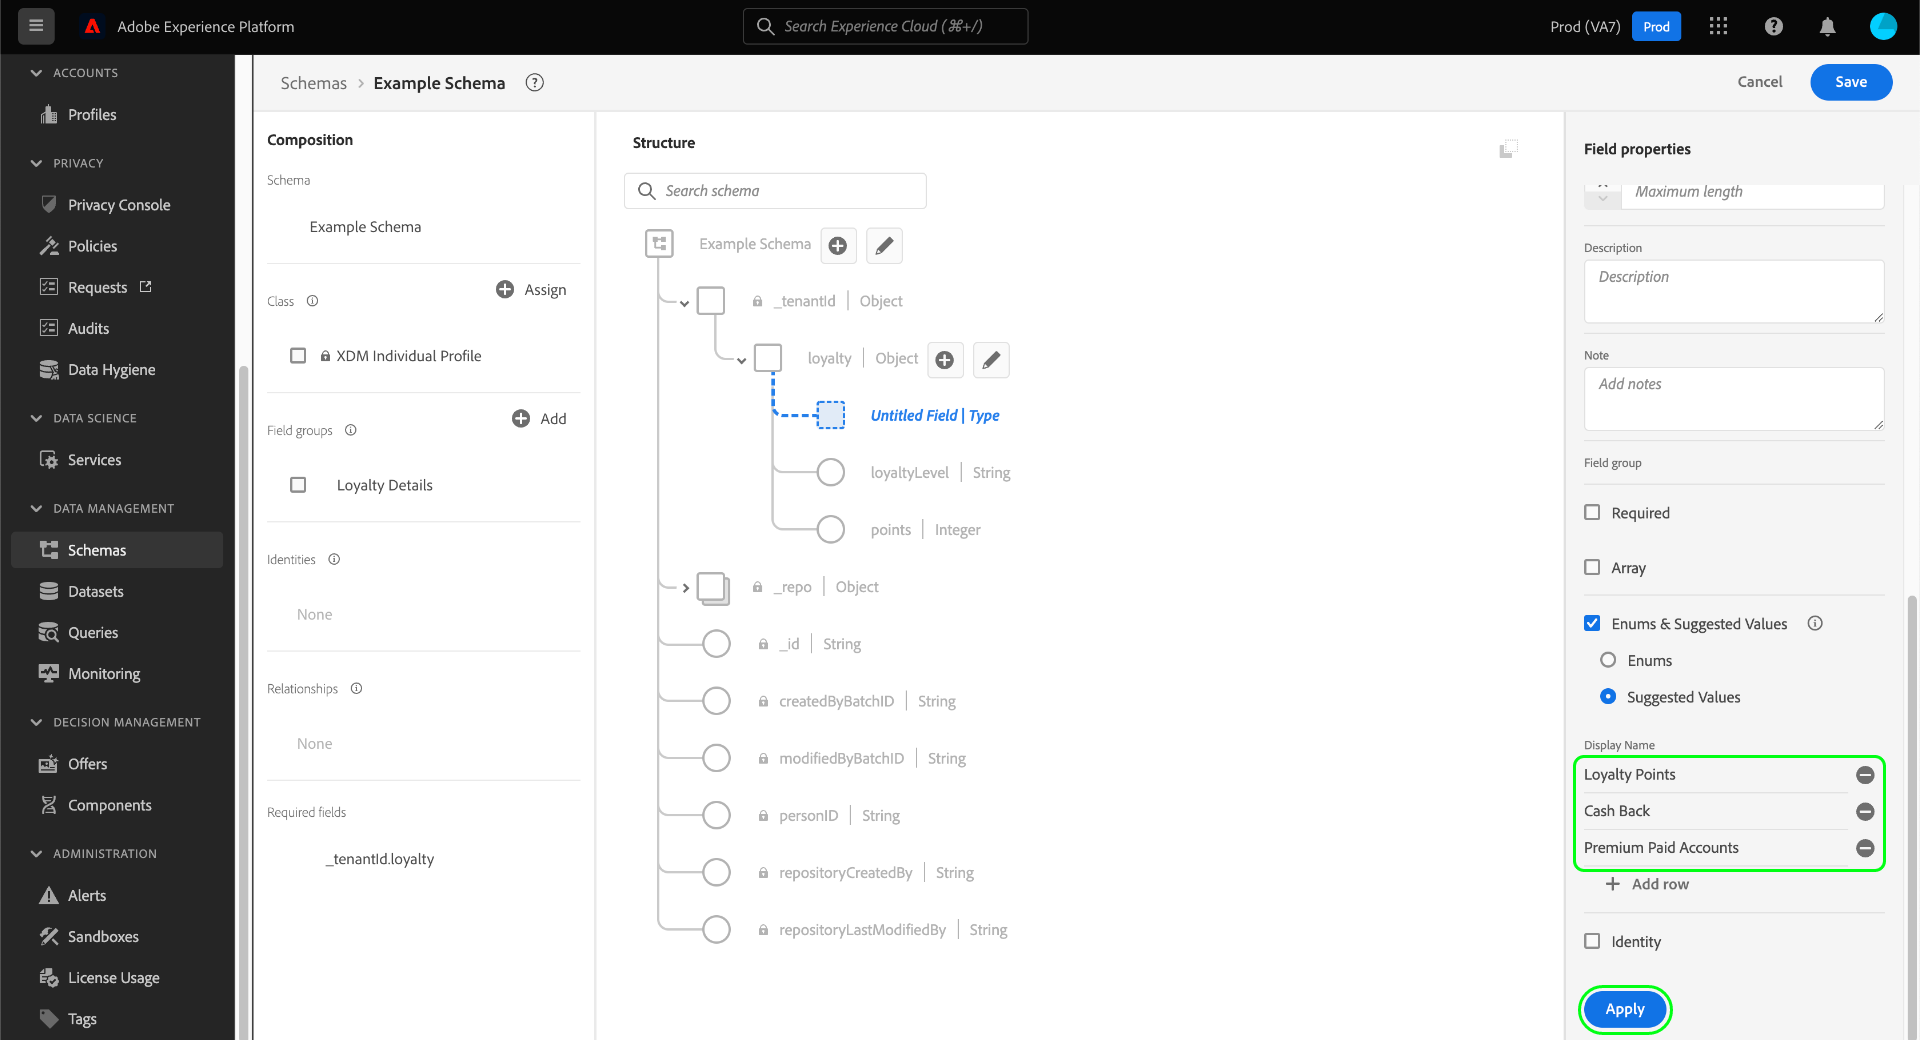 Adobe Experience Platform
Search Experience Cloud (⌘+/)
Prod (VA7)
Prod
ACCOUNTS
Profiles
PRIVACY
Privacy Console
Policies
Requests
Audits
Data Hygiene
DATA SCIENCE
Services
DATA MANAGEMENT
Schemas
Datasets
Queries
Monitoring
DECISION MANAGEMENT
Offers
Components
ADMINISTRATION
Alerts
Sandboxes
License Usage
Tags
Schemas > Example Schema
Cancel
Save
Composition
Schema
Example Schema
Class
Assign
XDM Individual Profile
Field groups
Add
Loyalty Details
Identities
None
Relationships
None
Required fields
_tenantId.loyalty
Structure
Search schema
Example Schema
_tenantId | Object
loyalty | Object
Untitled Field | Type
loyaltyLevel | String
points | Integer
_repo | Object
_id | String
createdByBatchID | String
modifiedByBatchID | String
personID | String
repositoryCreatedBy | String
repositoryLastModifiedBy | String
Field properties
Maximum length
Description
Description
Note
Add notes
Field group
Required
Array
Enums & Suggested Values
Enums
Suggested Values
Display Name
Loyalty Points
Cash Back
Premium Paid Accounts
Add row
Identity
Apply